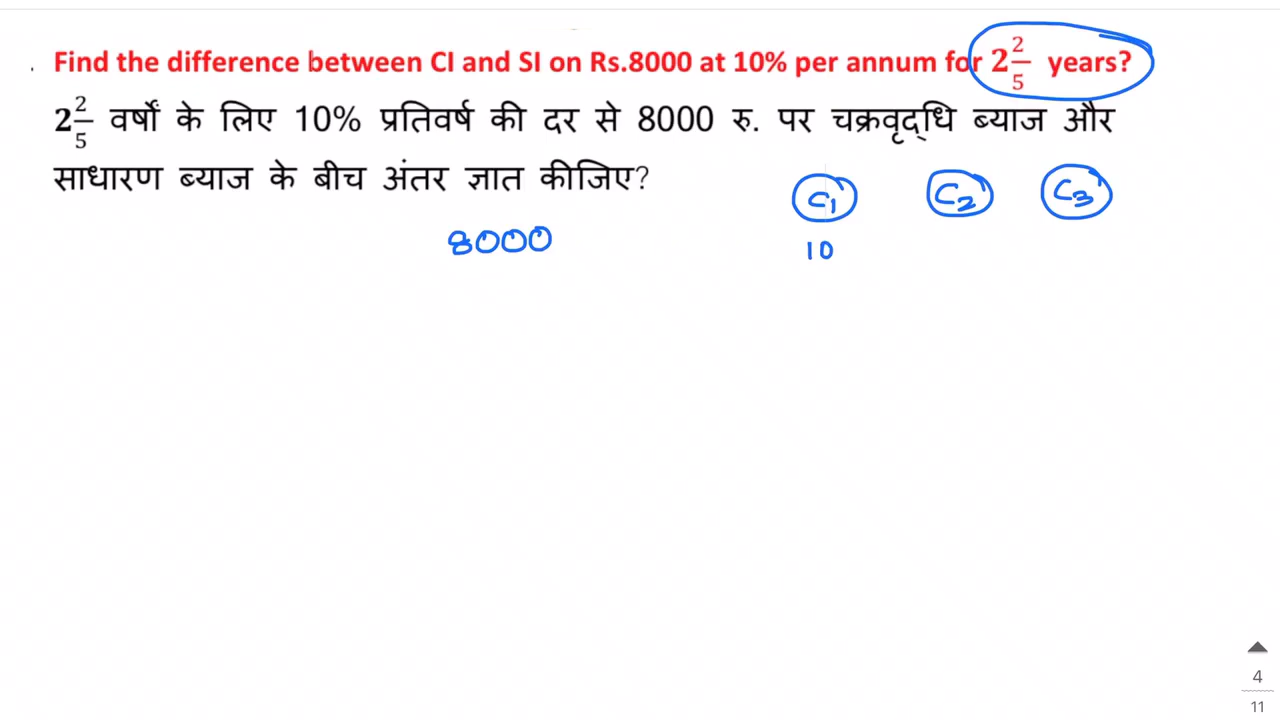 Find the difference between CI and SI on Rs.8000 at 10% per annum for 2 2/5 years?
2 2/5 वर्षों के लिए 10% प्रतिवर्ष की दर से 8000 रु. पर चक्रवृद्धि ब्याज और
साधारण ब्याज के बीच अंतर ज्ञात कीजिए?
C1 C2 C3
8000 10
4
11